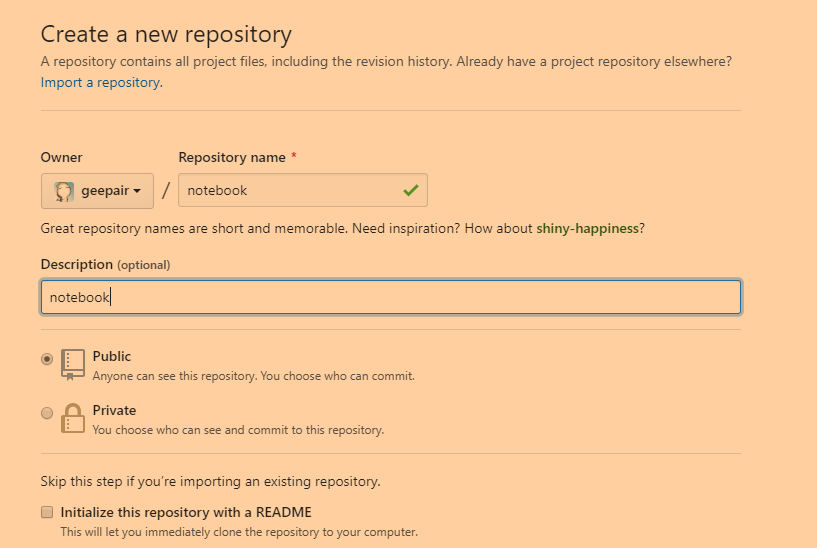 Create a new repository
A repository contains all project files, including the revision history. Already have a project repository elsewhere?
Import a repository.
Owner
Repository name *
geepair
/
notebook
Great repository names are short and memorable. Need inspiration? How about shiny-happiness?
Description (optional)
notebook
Public
Anyone can see this repository. You choose who can commit.
Private
You choose who can see and commit to this repository.
Skip this step if you’re importing an existing repository.
Initialize this repository with a README
This will let you immediately clone the repository to your computer.